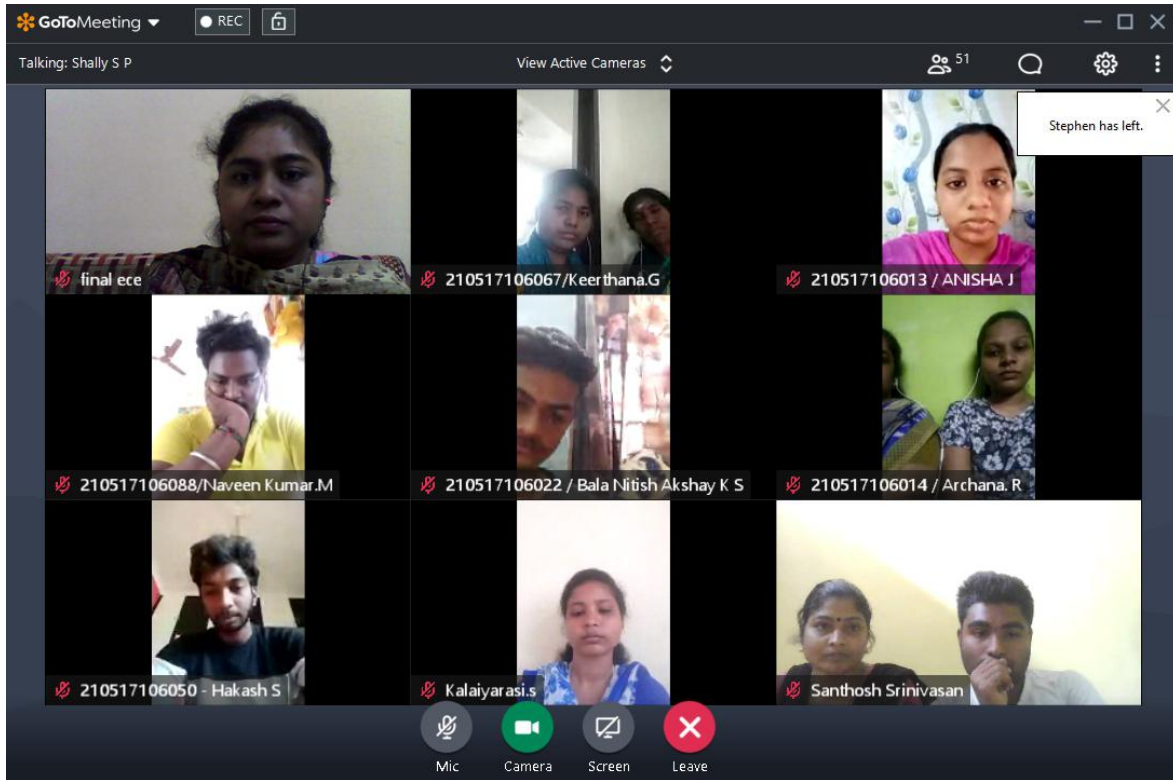 GoToMeeting
REC
Talking: Shally S P
View Active Cameras
51
Stephen has left.
final ece
210517106067/Keerthana.G
210517106013 / ANISHA J
210517106088/Naveen Kumar.M
210517106022 / Bala Nitish Akshay K S
210517106014 / Archana. R
210517106050 - Hakash S
Kalaiyarasi.s
Santhosh Srinivasan
Mic
Camera
Screen
Leave